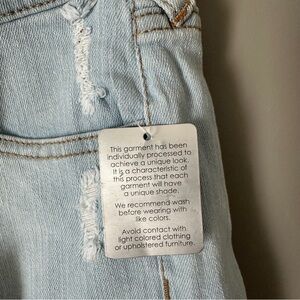 This garment has been
individually processed to
achieve a unique look.
It is a characteristic of
this process that each
garment will have
a unique shade.
We recommend wash
before wearing with
like colors.
Avoid contact with
light colored clothing
or upholstered furniture.